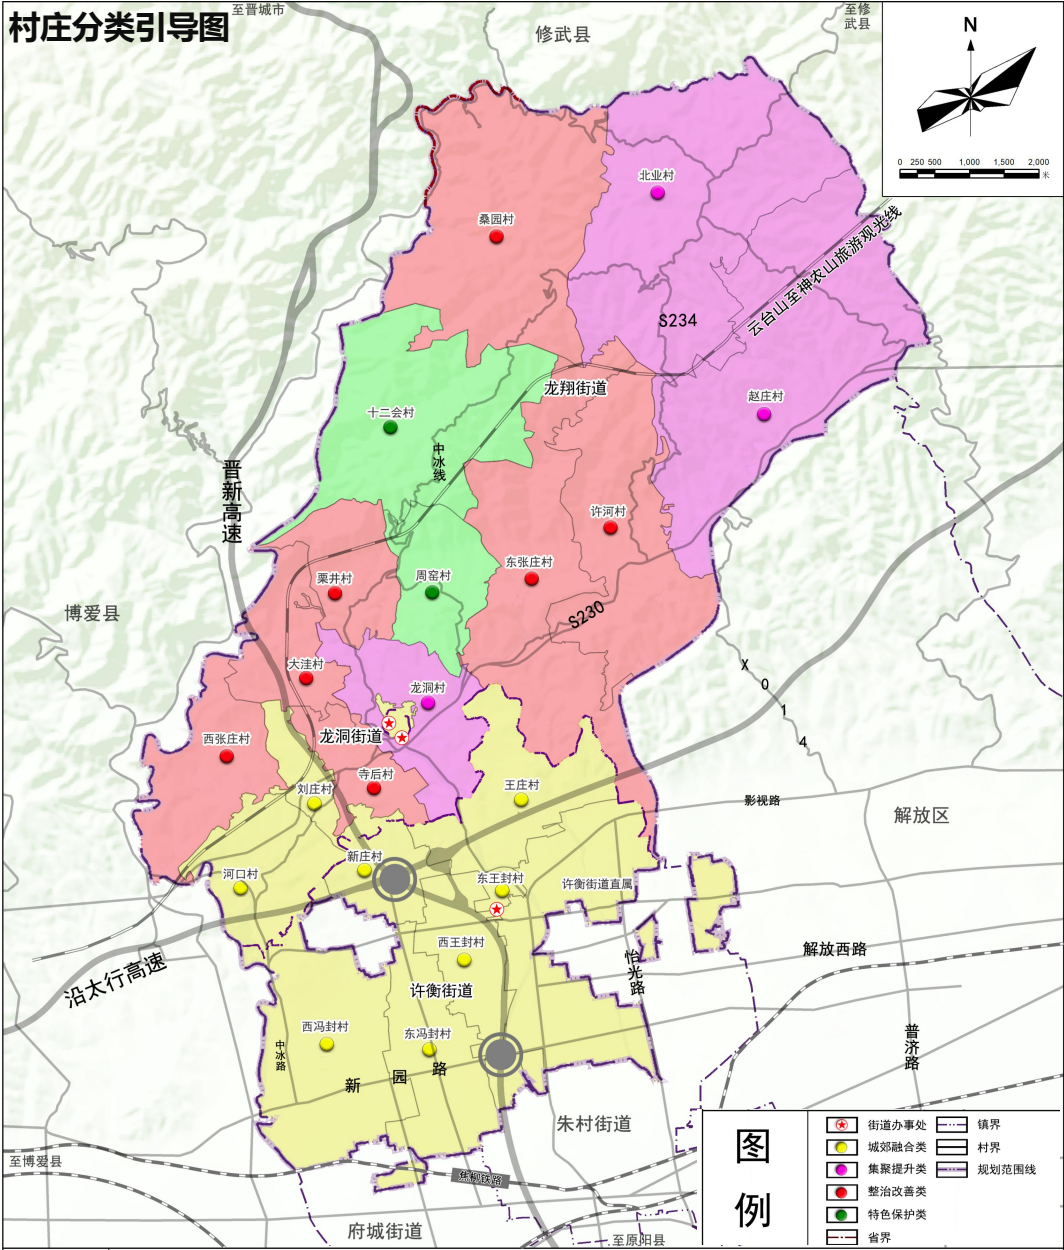 村庄分类引导图
至晋城市
修武县
至修
武县
N
0 250 500 1,000 1,500 2,000
米
北业村
桑园村
云台山至神农山旅游观光线
S234
龙翔街道
赵庄村
十二会村
中冰线
晋新高速
许河村
东张庄村
栗井村
周窑村
博爱县
S230
大洼村
X014
龙洞村
西张庄村
龙洞街道
寺后村
刘庄村
王庄村
影视路
解放区
新庄村
河口村
东王封村
许衡街道直属
西王封村
解放西路
怡光路
沿太行高速
许衡街道
西冯封村
东冯封村
中冰路
普济路
新园路
朱村街道
至博爱县
焦柳铁路
府城街道
至原阳县
图例
街道办事处
镇界
城郊融合类
村界
集聚提升类
规划范围线
整治改善类
特色保护类
省界